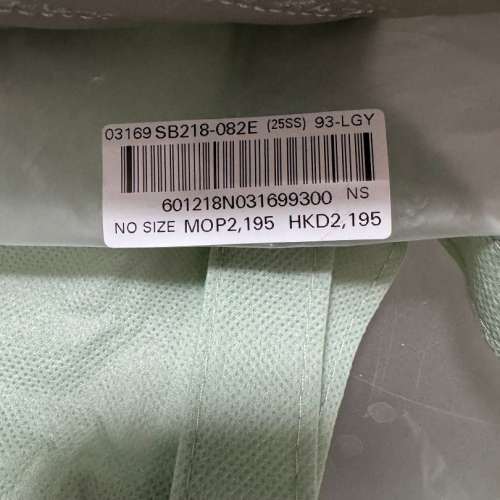 03169 SB218-082E (25SS) 93-LGY
601218N031699300 NS
NO SIZE MOP2,195 HKD2,195